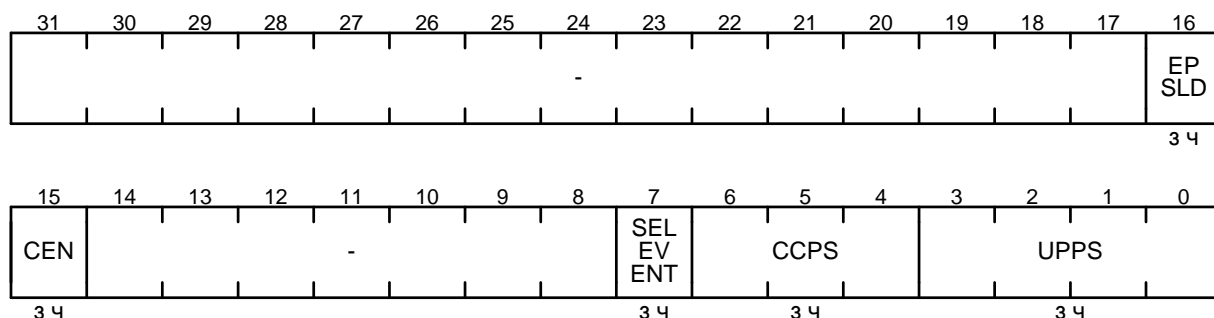 31 30 29 28 27 26 25 24 23 22 21 20 19 18 17 16
- EP
SLD
з ч
15 14 13 12 11 10 9 8 7 6 5 4 3 2 1 0
CEN - SEL
EV
ENT CCPS UPPS
з ч з ч з ч з ч